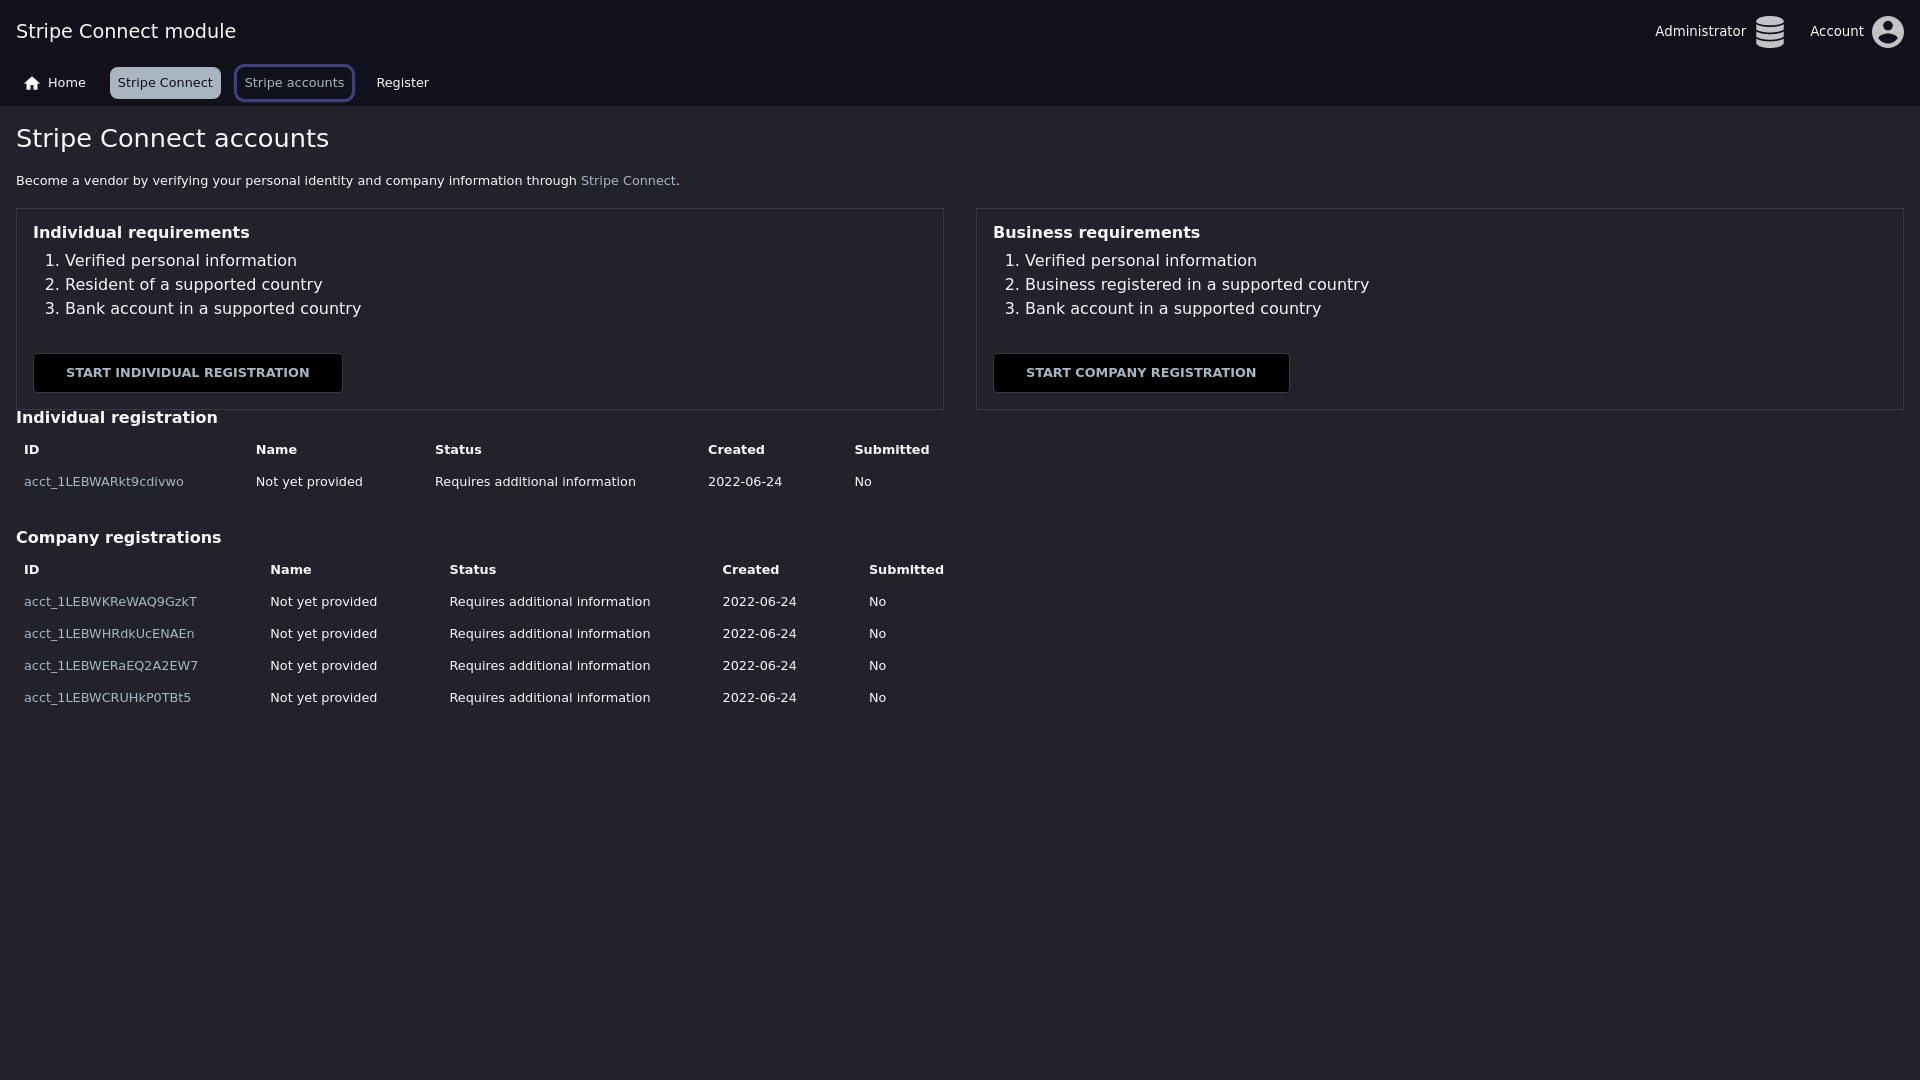 Stripe Connect module
Administrator
Account
Home
Stripe Connect
Stripe accounts
Register
Stripe Connect accounts
Become a vendor by verifying your personal identity and company information through Stripe Connect.
Individual requirements
1. Verified personal information
2. Resident of a supported country
3. Bank account in a supported country
START INDIVIDUAL REGISTRATION
Business requirements
1. Verified personal information
2. Business registered in a supported country
3. Bank account in a supported country
START COMPANY REGISTRATION
Individual registration
ID Name Status Created Submitted
acct_1LEBWARkt9cdivwo Not yet provided Requires additional information 2022-06-24 No
Company registrations
ID Name Status Created Submitted
acct_1LEBWKReWAQ9GzkT Not yet provided Requires additional information 2022-06-24 No
acct_1LEBWHRdkUcENAEn Not yet provided Requires additional information 2022-06-24 No
acct_1LEBWERaEQ2A2EW7 Not yet provided Requires additional information 2022-06-24 No
acct_1LEBWCRUHkP0TBt5 Not yet provided Requires additional information 2022-06-24 No